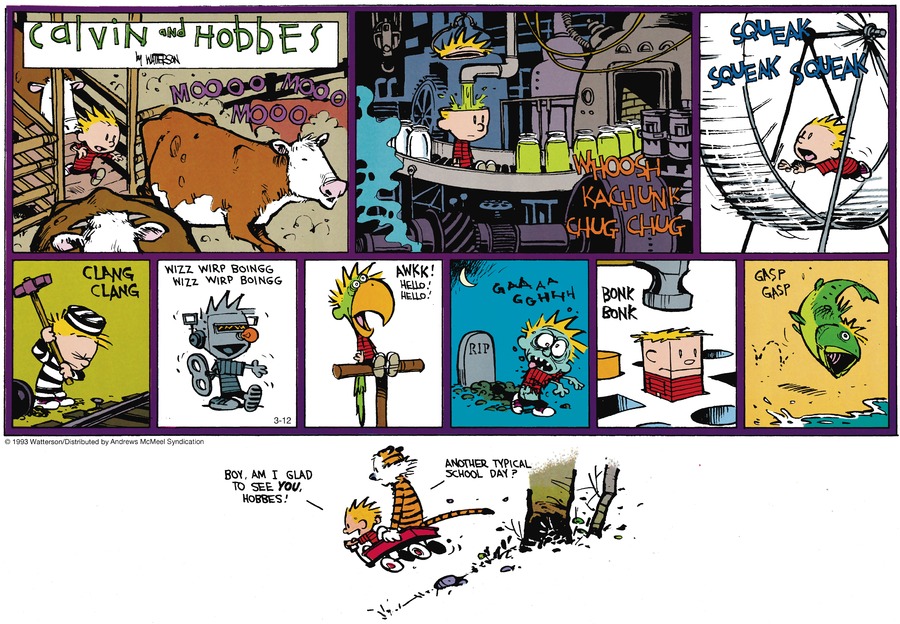 Calvin and Hobbes
by Watterson
MOOOO MOOO
MOOO
WHOOSH
KACHUNK
CHUG CHUG
SQUEAK
SQUEAK SQUEAK
CLANG
CLANG
WIZZ WIRP BOINGG
WIZZ WIRP BOINGG
3-12
AWKK!
HELLO!
HELLO!
GAAAA
GGHHH
RIP
BONK
BONK
GASP
GASP
© 1993 Watterson/Distributed by Andrews McMeel Syndication
BOY, AM I GLAD
TO SEE YOU,
HOBBES!
ANOTHER TYPICAL
SCHOOL DAY?